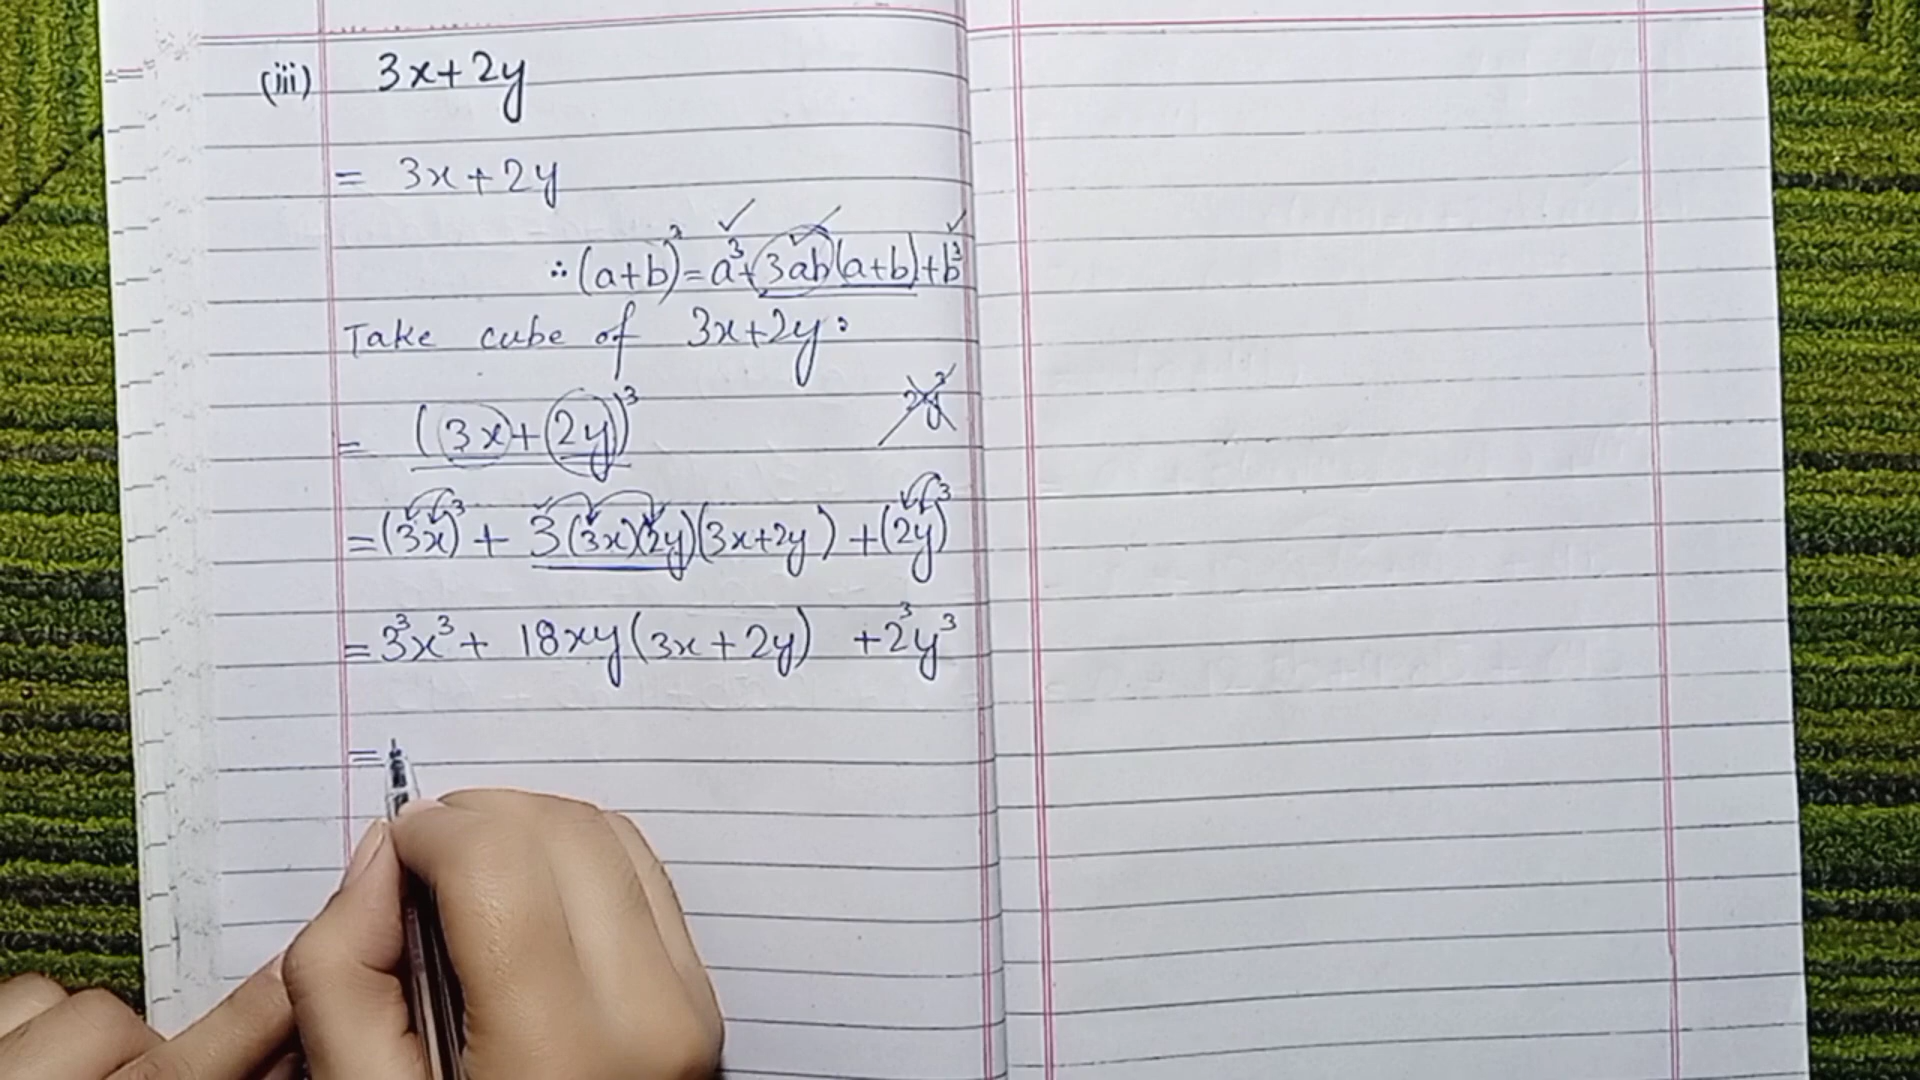 (iii) 3x+2y
= 3x+2y
∴ (a+b)³=a³+3ab(a+b)+b³
Take cube of 3x+2y:
= (3x+2y)³
2y³
=(3x)³+ 3(3x)(2y)(3x+2y)+(2y)³
=3³x³+ 18xy(3x+2y) +2³y³
=